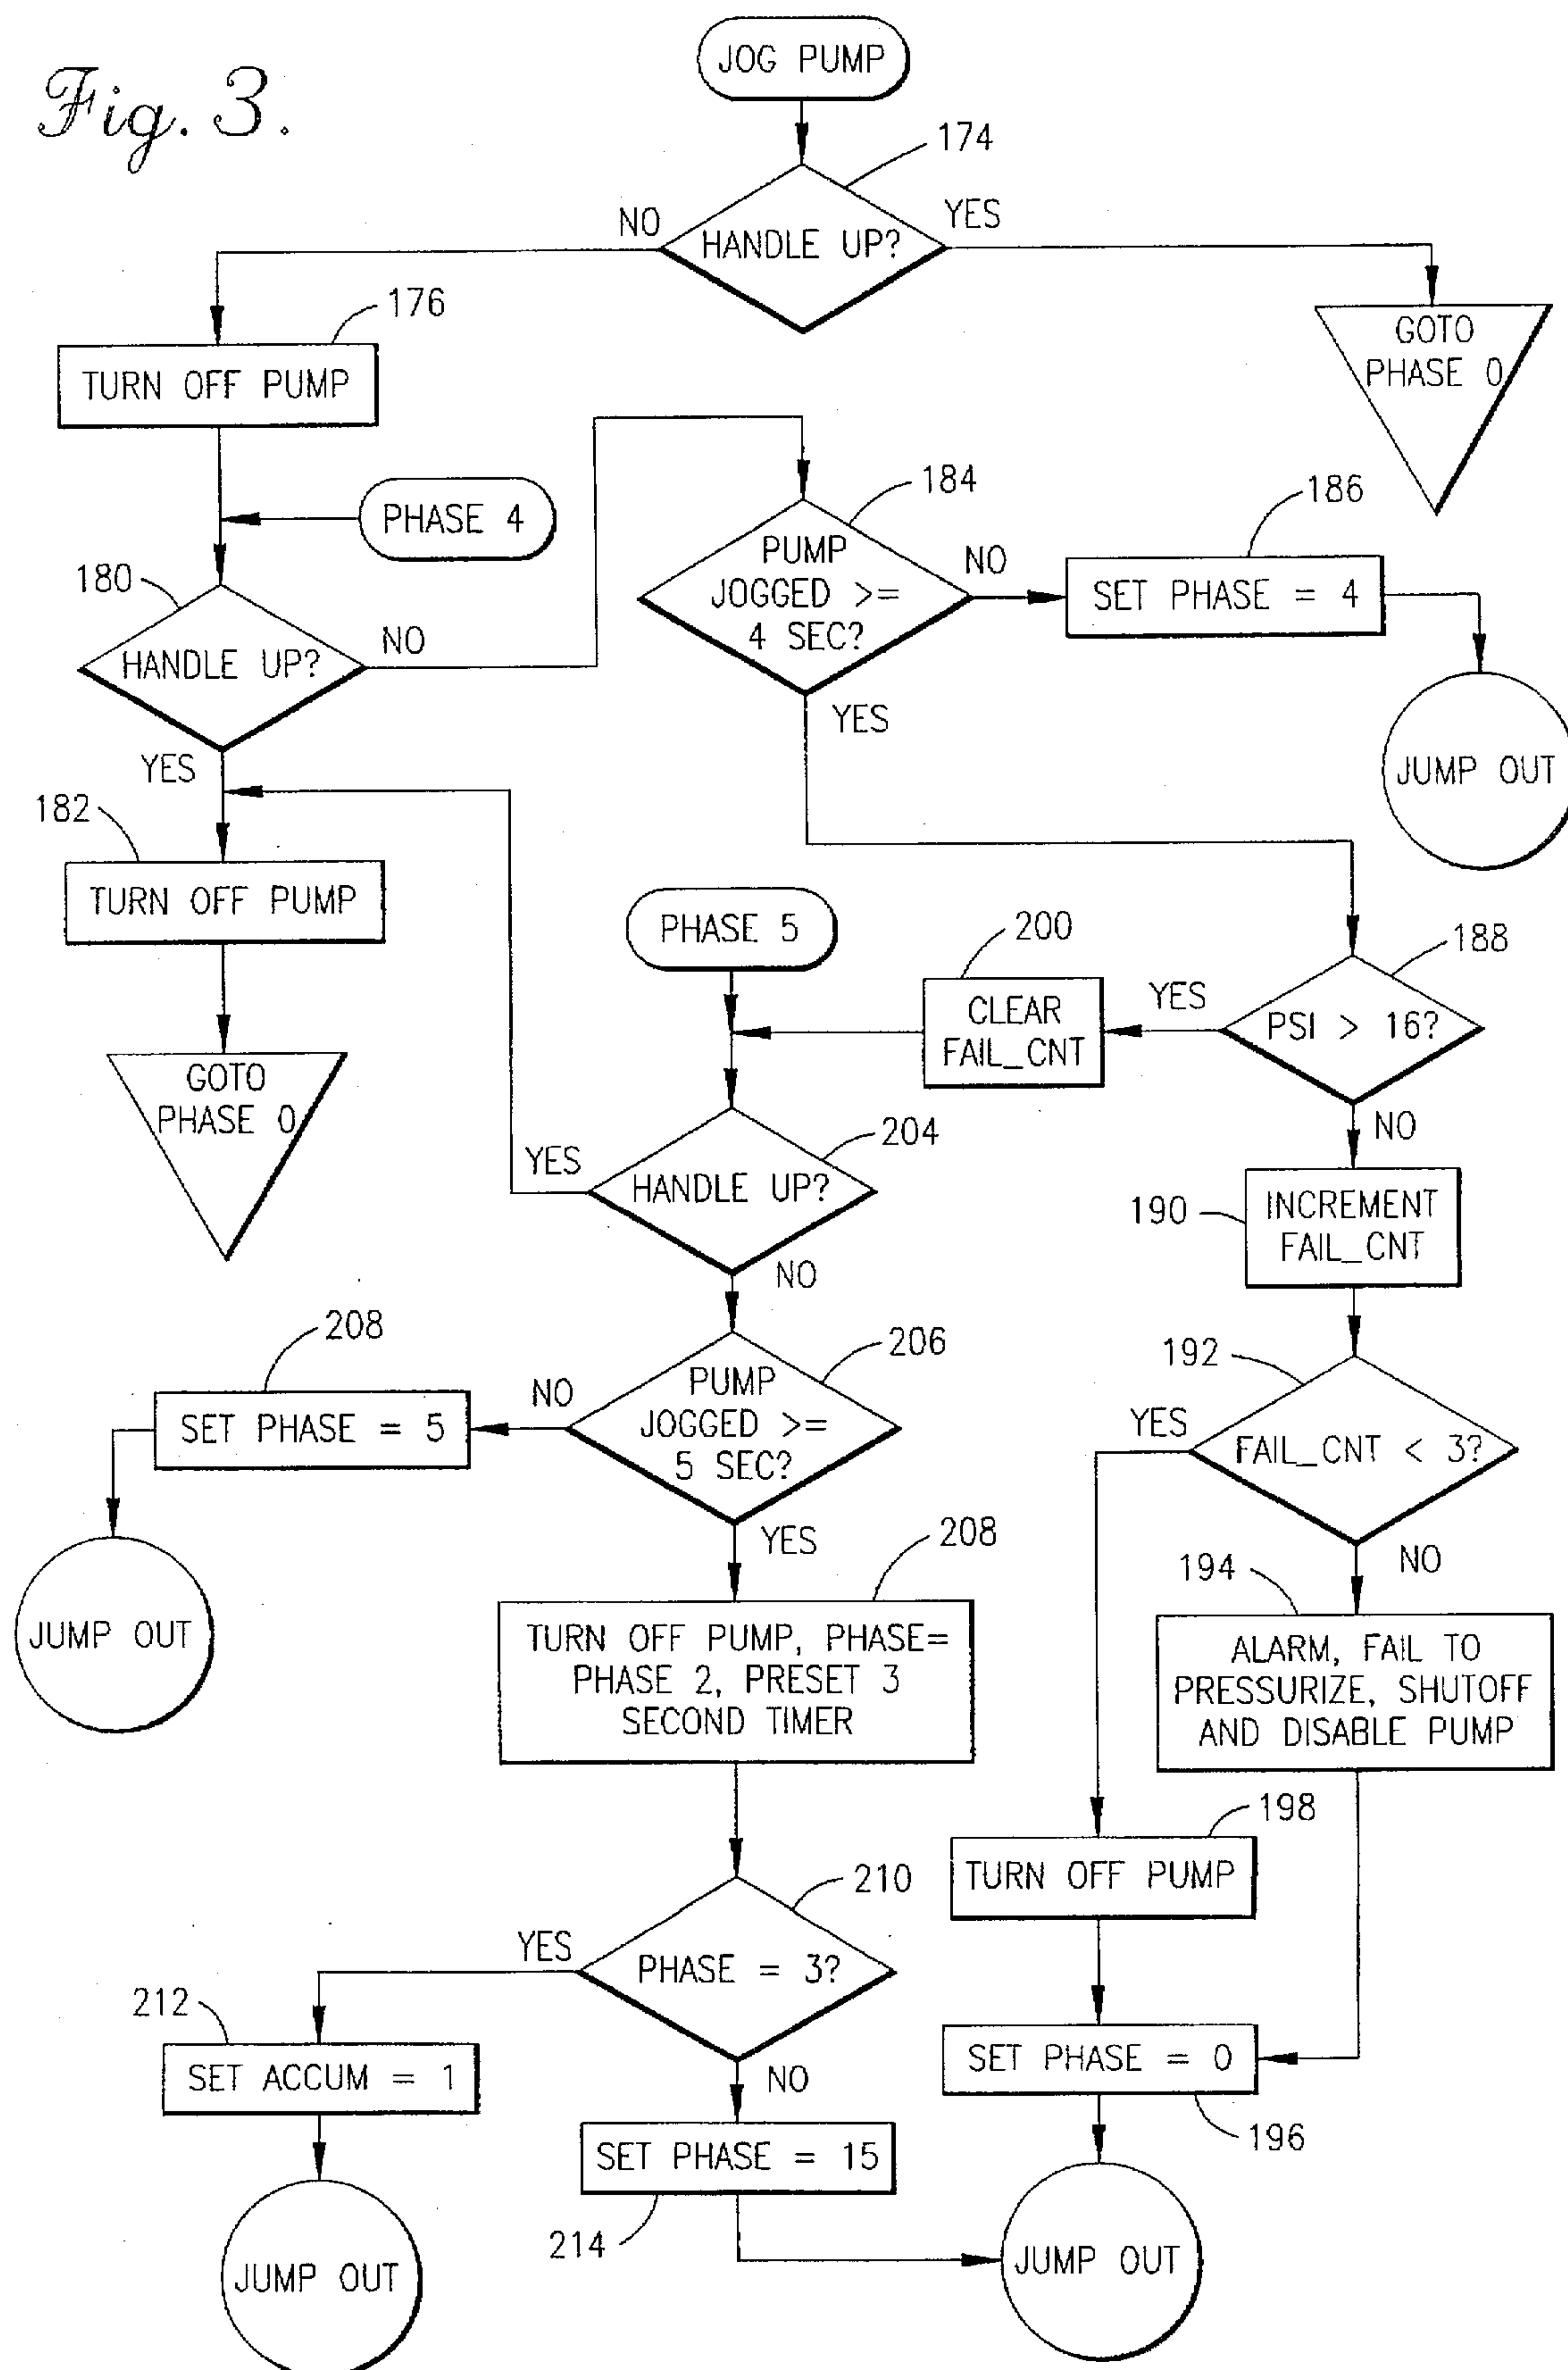 Fig. 3.
JOG PUMP
174
NO
HANDLE UP?
YES
176
TURN OFF PUMP
GOTO
PHASE 0
PHASE 4
184
186
180
HANDLE UP?
NO
PUMP
JOGGED >=
4 SEC?
NO
SET PHASE = 4
YES
YES
JUMP OUT
182
TURN OFF PUMP
PHASE 5
200
CLEAR
FAIL_CNT
YES
188
PSI > 16?
NO
GOTO
PHASE 0
YES
HANDLE UP?
204
NO
190
INCREMENT
FAIL_CNT
208
SET PHASE = 5
NO
PUMP
JOGGED >=
5 SEC?
206
YES
192
YES
FAIL_CNT < 3?
NO
JUMP OUT
208
TURN OFF PUMP, PHASE=
PHASE 2, PRESET 3
SECOND TIMER
194
ALARM, FAIL TO
PRESSURIZE, SHUTOFF
AND DISABLE PUMP
198
TURN OFF PUMP
210
YES
PHASE = 3?
NO
212
SET ACCUM = 1
SET PHASE = 0
196
SET PHASE = 15
214
JUMP OUT
JUMP OUT